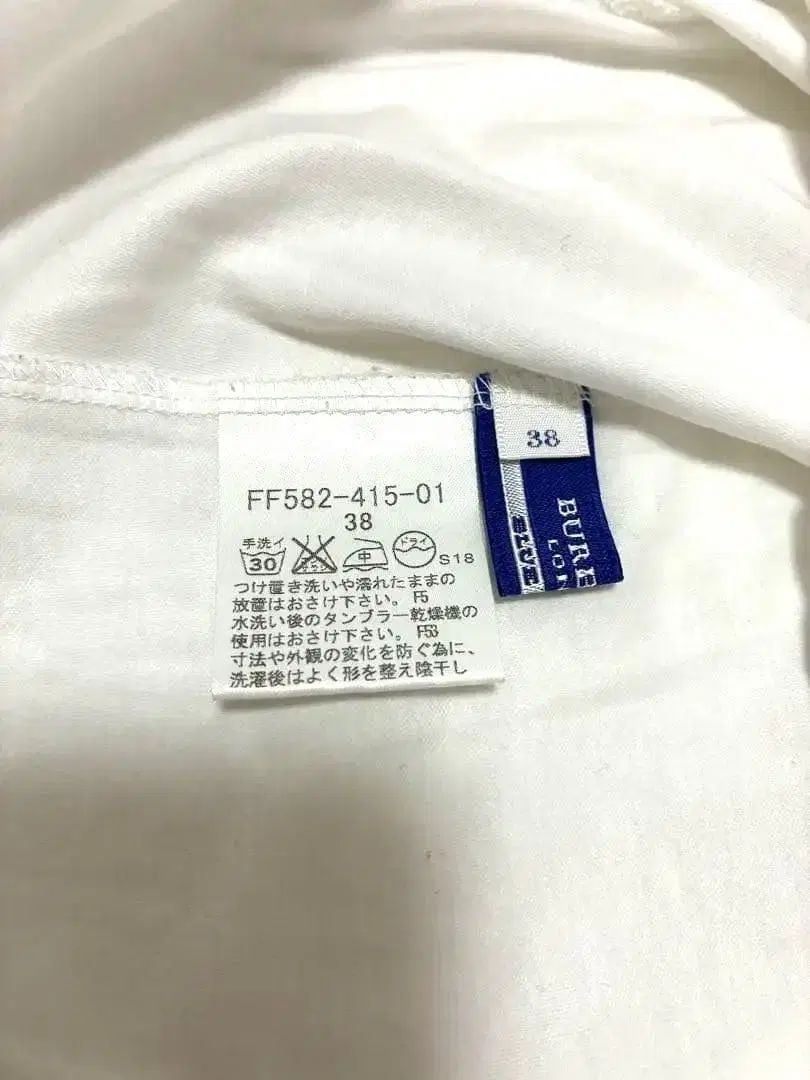 FF582-415-01
38
手洗イ
30
中
ドライ
S18
つけ置き洗いや濡れたままの
放置はおさけ下さい。 F5
水洗い後のタンブラー乾燥機の
使用はおさけ下さい。 F53
寸法や外観の変化を防ぐ為に、
洗濯後はよく形を整え陰干し
38
BLUE